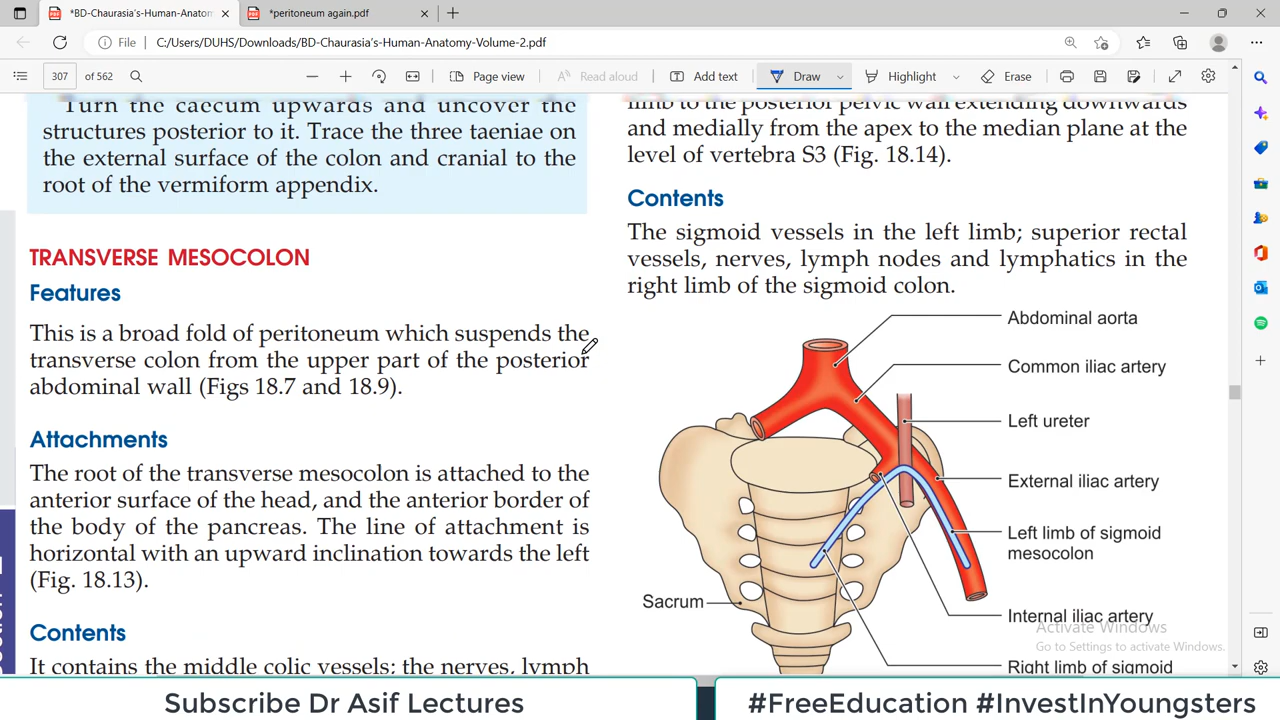 *BD-Chaurasia's-Human-Anatom
*peritoneum again.pdf
File
C:/Users/DUHS/Downloads/BD-Chaurasia's-Human-Anatomy-Volume-2.pdf
307 of 562
Page view
Read aloud
Add text
Draw
Highlight
Erase
Turn the caecum upwards and uncover the
structures posterior to it. Trace the three taeniae on
the external surface of the colon and cranial to the
root of the vermiform appendix.
TRANSVERSE MESOCOLON
Features
This is a broad fold of peritoneum which suspends the
transverse colon from the upper part of the posterior
abdominal wall (Figs 18.7 and 18.9).
Attachments
The root of the transverse mesocolon is attached to the
anterior surface of the head, and the anterior border of
the body of the pancreas. The line of attachment is
horizontal with an upward inclination towards the left
(Fig. 18.13).
Contents
It contains the middle colic vessels; the nerves, lymph
limb to the posterior pelvic wall extending downwards
and medially from the apex to the median plane at the
level of vertebra S3 (Fig. 18.14).
Contents
The sigmoid vessels in the left limb; superior rectal
vessels, nerves, lymph nodes and lymphatics in the
right limb of the sigmoid colon.
Abdominal aorta
Common iliac artery
Left ureter
External iliac artery
Left limb of sigmoid
mesocolon
Sacrum
Internal iliac artery
Right limb of sigmoid
Activate Windows
Go to Settings to activate Windows.
Subscribe Dr Asif Lectures
#FreeEducation #InvestInYoungsters